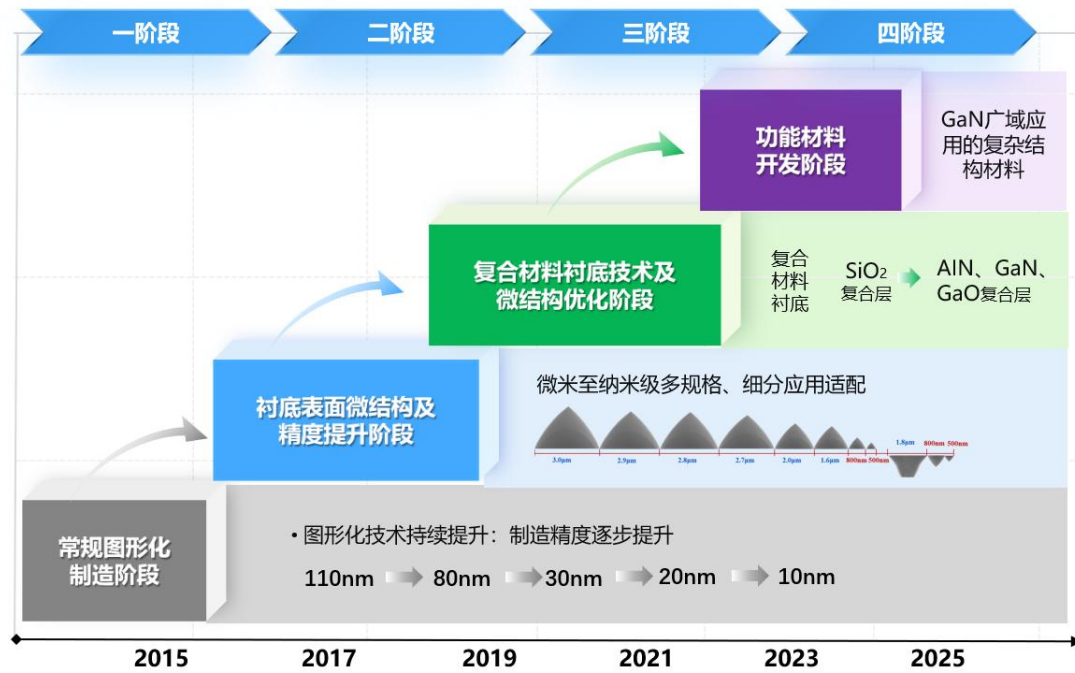 一阶段
二阶段
三阶段
四阶段
功能材料
开发阶段
GaN广域应
用的复杂结
构材料
复合材料衬底技术及
微结构优化阶段
复合
材料
衬底
SiO2
复合层
AlN、GaN、
GaO复合层
衬底表面微结构及
精度提升阶段
微米至纳米级多规格、细分应用适配
3.0μm 2.9μm 2.8μm 2.7μm 2.0μm 1.6μm 800nm 500nm 1.8μm 800nm 500nm
常规图形化
制造阶段
• 图形化技术持续提升：制造精度逐步提升
110nm 80nm 30nm 20nm 10nm
2015 2017 2019 2021 2023 2025